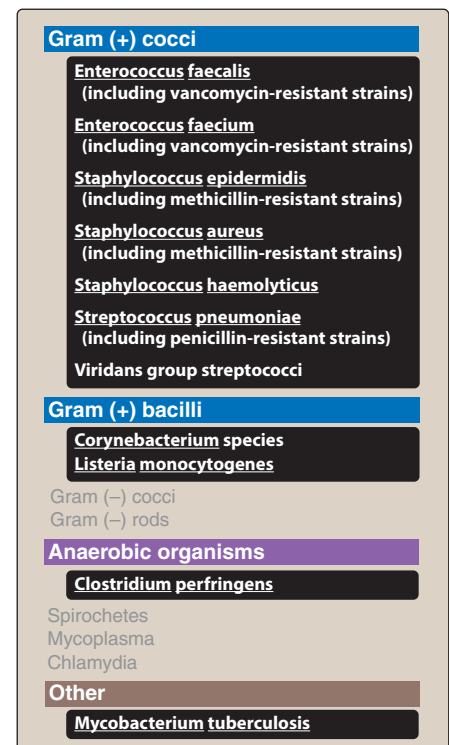 Gram (+) cocci
Enterococcus faecalis
(including vancomycin-resistant strains)
Enterococcus faecium
(including vancomycin-resistant strains)
Staphylococcus epidermidis
(including methicillin-resistant strains)
Staphylococcus aureus
(including methicillin-resistant strains)
Staphylococcus haemolyticus
Streptococcus pneumoniae
(including penicillin-resistant strains)
Viridans group streptococci
Gram (+) bacilli
Corynebacterium species
Listeria monocytogenes
Gram (–) cocci
Gram (–) rods
Anaerobic organisms
Clostridium perfringens
Spirochetes
Mycoplasma
Chlamydia
Other
Mycobacterium tuberculosis